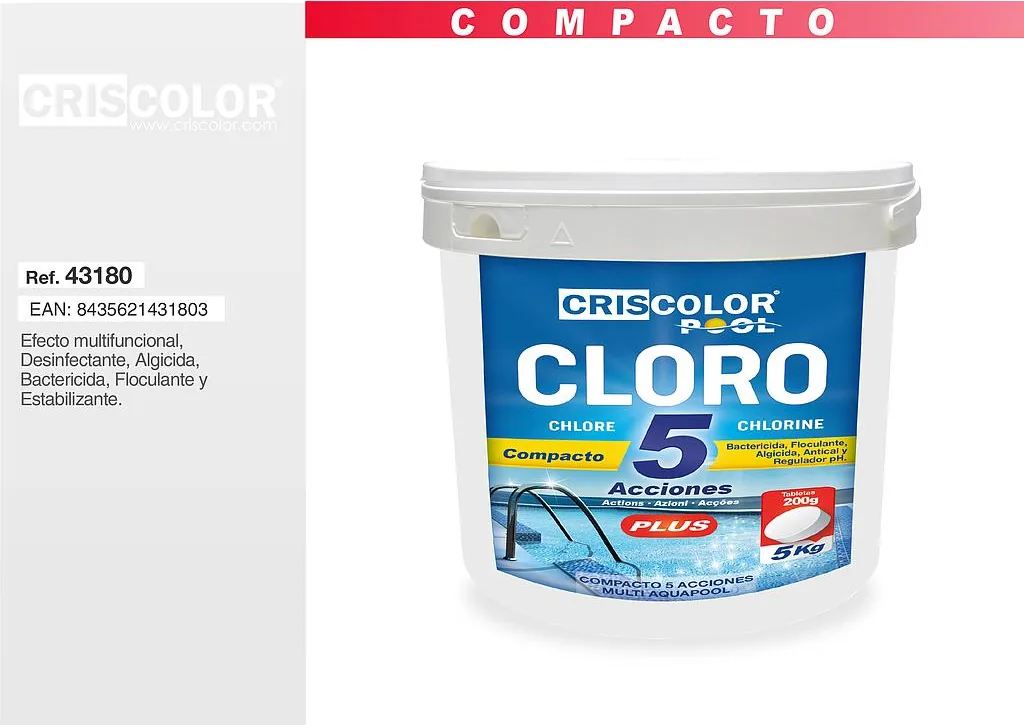 COMPACTO
CRISCOLOR
www.criscolor.com
Ref. 43180
EAN: 8435621431803
Efecto multifuncional,
Desinfectante, Algicida,
Bactericida, Floculante y
Estabilizante.
CRISCOLOR
POOL
CLORO
CHLORE
CHLORINE
5
Compacto
Bactericida, Floculante,
Algicida, Antical y
Regulador pH.
Acciones
Actions · Azioni · Acções
PLUS
Tabletas
200g
5 Kg
COMPACTO 5 ACCIONES
MULTI AQUAPOOL